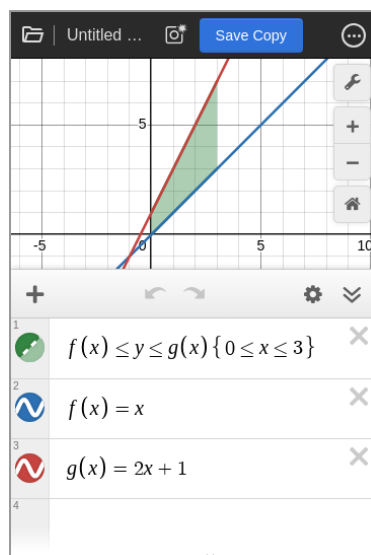 Untitled ...
Save Copy
5
-5
0
5
10
1
f(x) ≤ y ≤ g(x) {0 ≤ x ≤ 3}
2
f(x) = x
3
g(x) = 2x + 1
4